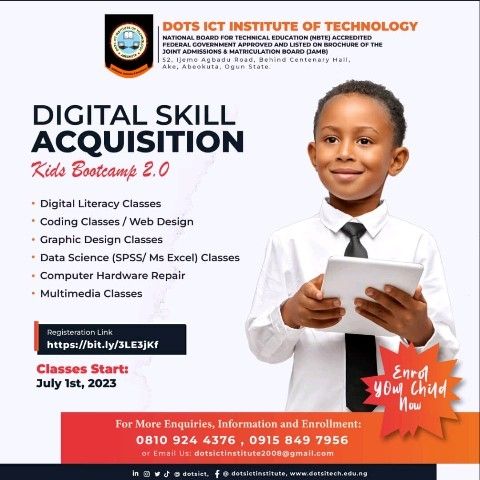 DOTS ICT INSTITUTE OF TECHNOLOGY
NATIONAL BOARD FOR TECHNICAL EDUCATION (NBTE) ACCREDITED
FEDERAL GOVERNMENT APPROVED AND LISTED ON BROCHURE OF THE
JOINT ADMISSIONS & MATRICULATION BOARD (JAMB)
52, Ijemo Agbadu Road, Behind Centenary Hall,
Ake, Abeokuta, Ogun State.
DIGITAL SKILL
ACQUISITION
Kids Bootcamp 2.0
• Digital Literacy Classes
• Coding Classes / Web Design
• Graphic Design Classes
• Data Science (SPSS/ Ms Excel) Classes
• Computer Hardware Repair
• Multimedia Classes
Registeration Link
https://bit.ly/3LE3jKf
Classes Start:
July 1st, 2023
Enrol
YOur Child
Now
For More Enquiries, Information and Enrollment:
0810 924 4376 , 0915 849 7956
or Email Us: dotsictinstitute2008@gmail.com
@ dotsict, @ dotsictinstitute, www.dotsitech.edu.ng